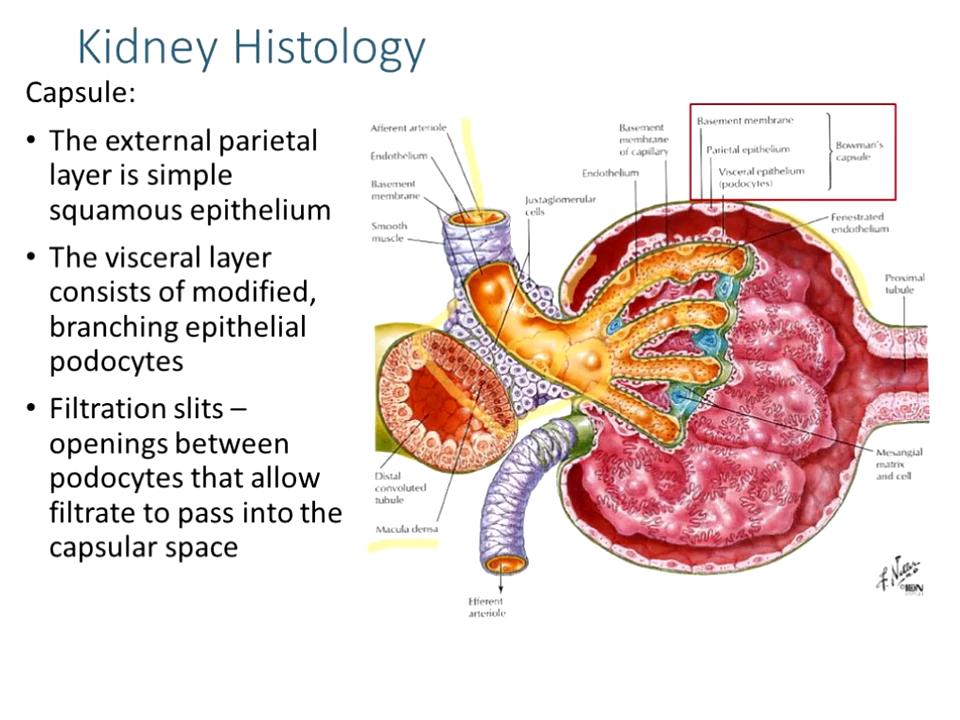 Kidney Histology
Capsule:
• The external parietal
layer is simple
squamous epithelium
• The visceral layer
consists of modified,
branching epithelial
podocytes
• Filtration slits –
openings between
podocytes that allow
filtrate to pass into the
capsular space
Afferent arteriole
Endothelium
Basement
membrane
Smooth
muscle
Juxtaglomerular
cells
Endothelium
Basement
membrane
of capillary
Basement membrane
Parietal epithelium
Visceral epithelium
(podocytes)
Bowman's
capsule
Fenestrated
endothelium
Proximal
tubule
Mesangial
matrix
and cell
Distal
convoluted
tubule
Macula densa
Efferent
arteriole
F. Netter